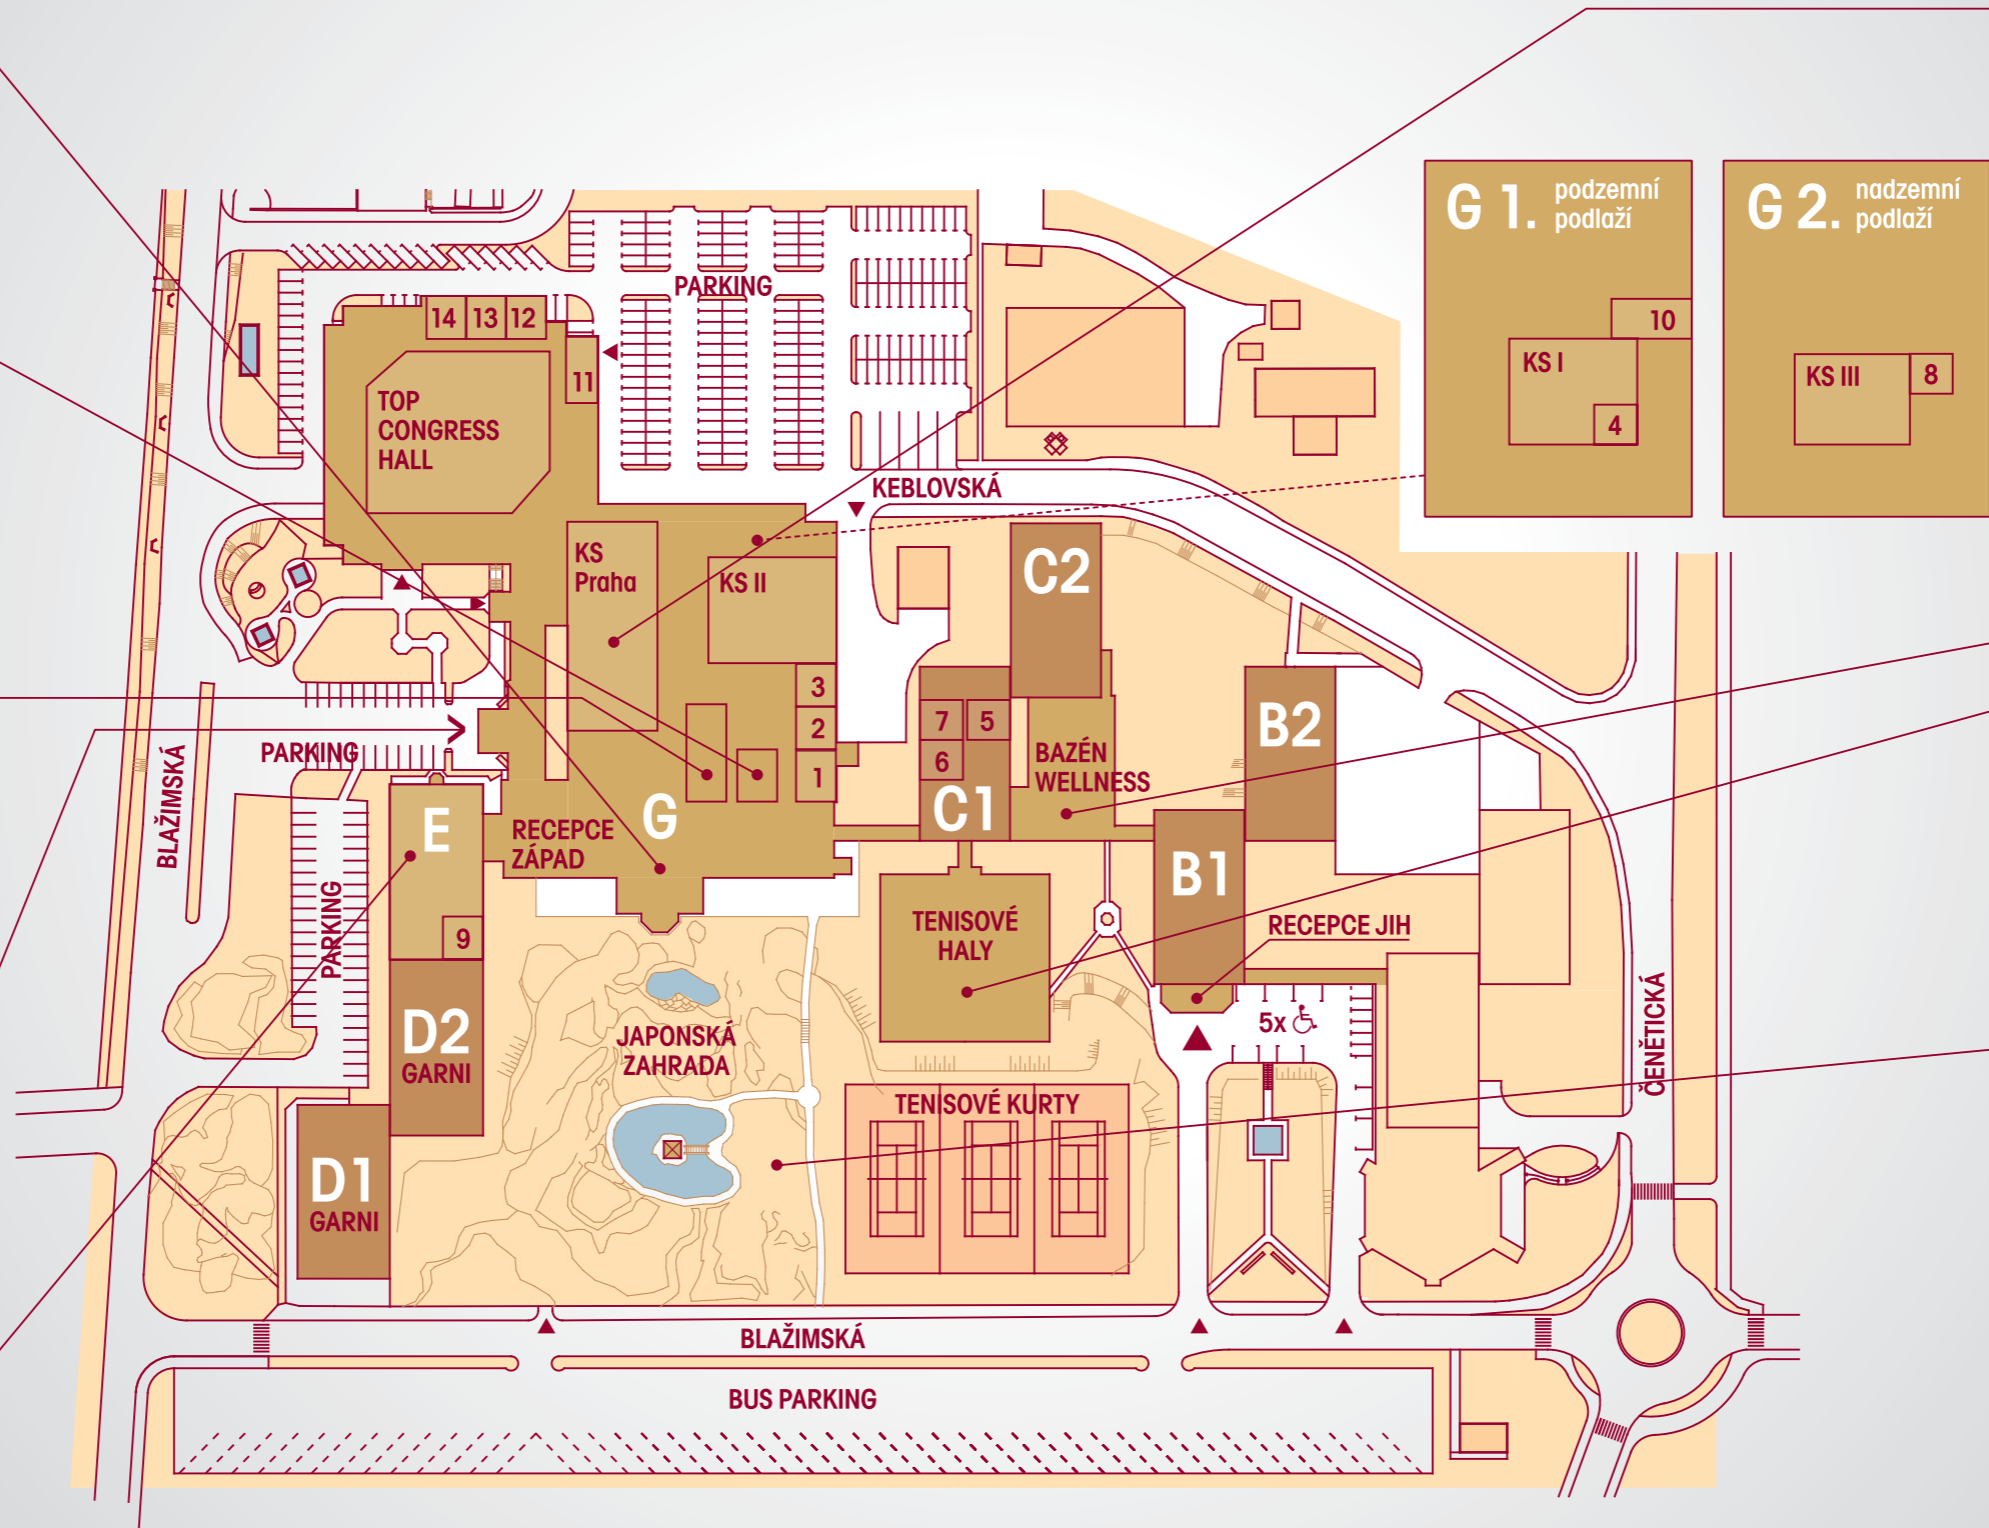 G 1. podzemní
podlaží
G 2. nadzemní
podlaží
10
KS I
4
KS III
8
PARKING
14
13
12
11
TOP
CONGRESS
HALL
KEBLOVSKÁ
KS
Praha
KS II
C2
3
2
1
7
5
6
C1
BAZÉN
WELLNESS
B2
BLAŽIMSKÁ
PARKING
E
RECEPCE
ZÁPAD
G
B1
PARKING
9
TENISOVÉ
HALY
RECEPCE JIH
D2
GARNI
JAPONSKÁ
ZAHRADA
5x
ČENĚTICKÁ
TENISOVÉ KURTY
D1
GARNI
BLAŽIMSKÁ
BUS PARKING